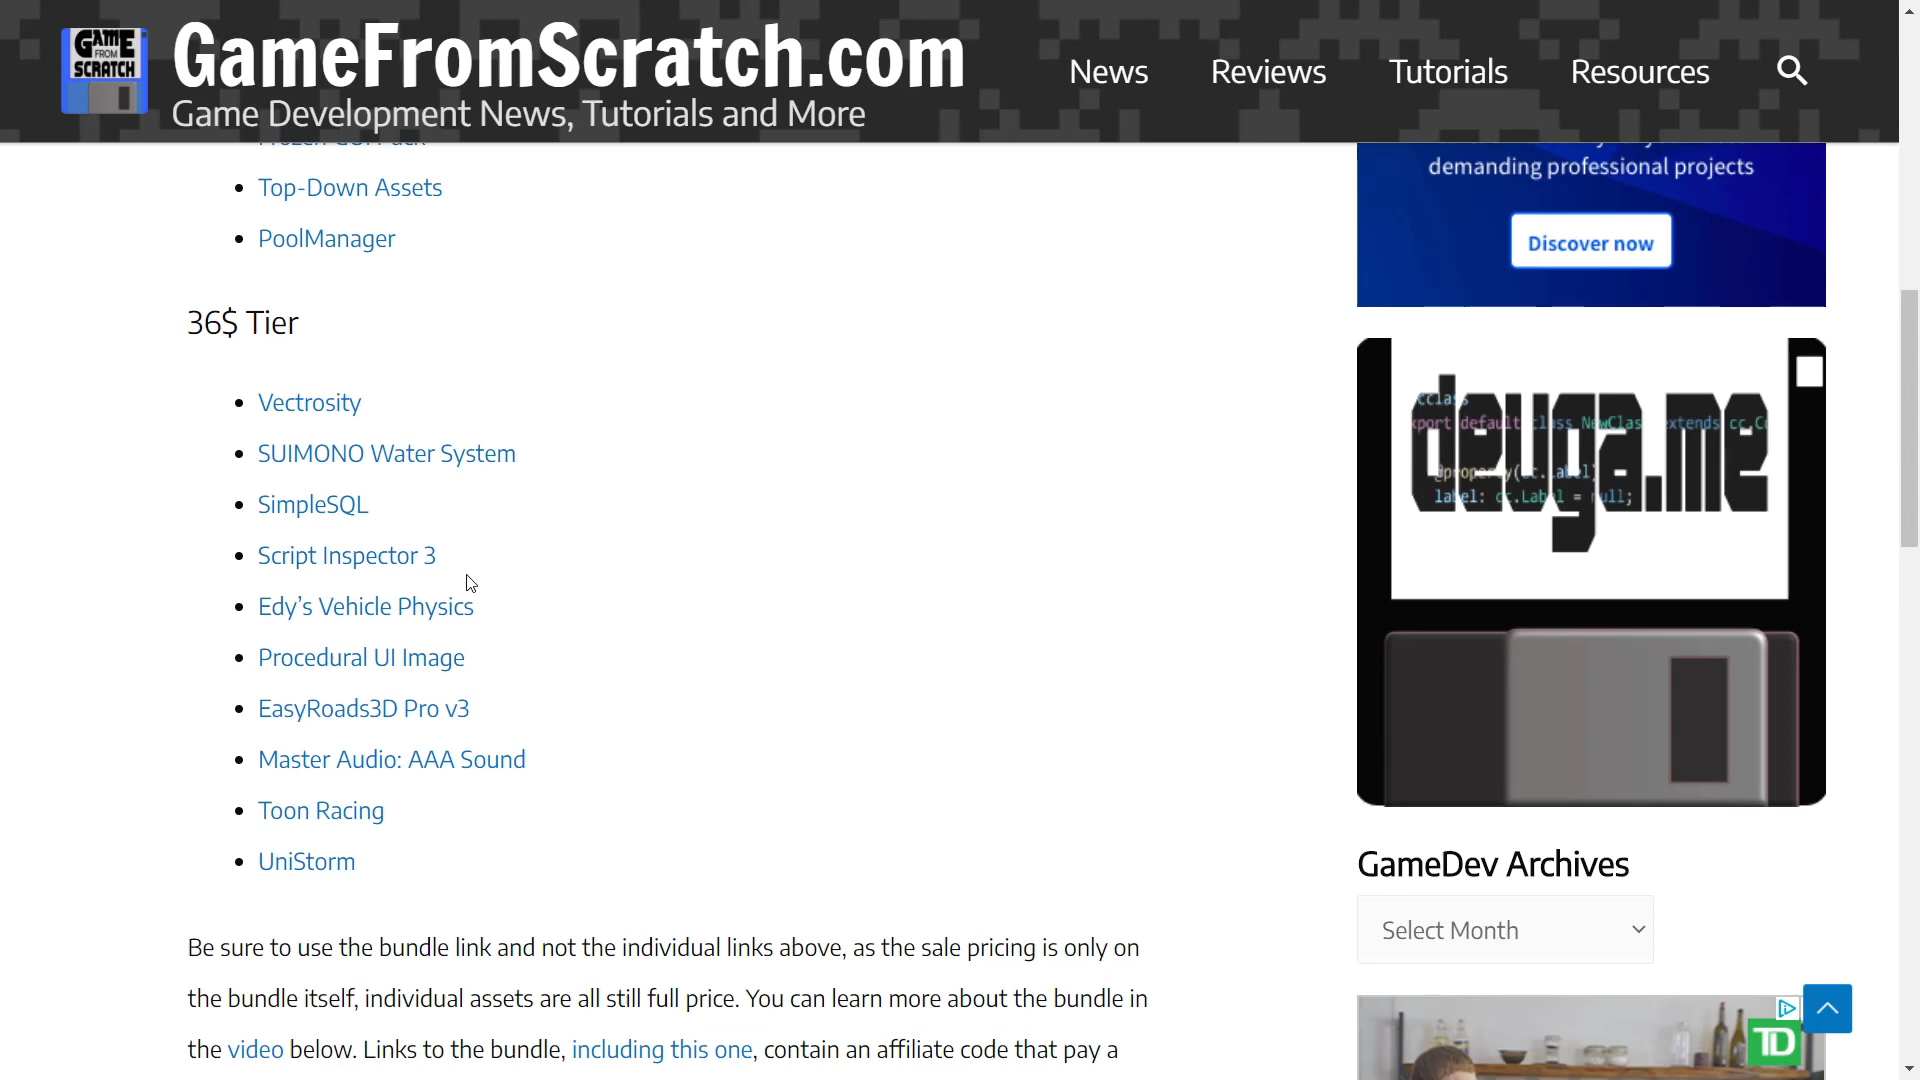 GAME
FROM
SCRATCH
GameFromScratch.com
Game Development News, Tutorials and More
News
Reviews
Tutorials
Resources
Top-Down Assets
PoolManager
36$ Tier
Vectrosity
SUIMONO Water System
SimpleSQL
Script Inspector 3
Edy’s Vehicle Physics
Procedural UI Image
EasyRoads3D Pro v3
Master Audio: AAA Sound
Toon Racing
UniStorm
Be sure to use the bundle link and not the individual links above, as the sale pricing is only on
the bundle itself, individual assets are all still full price. You can learn more about the bundle in
the video below. Links to the bundle, including this one, contain an affiliate code that pay a
demanding professional projects
Discover now
devga.me
label: cc.Label = null;
GameDev Archives
Select Month
TD